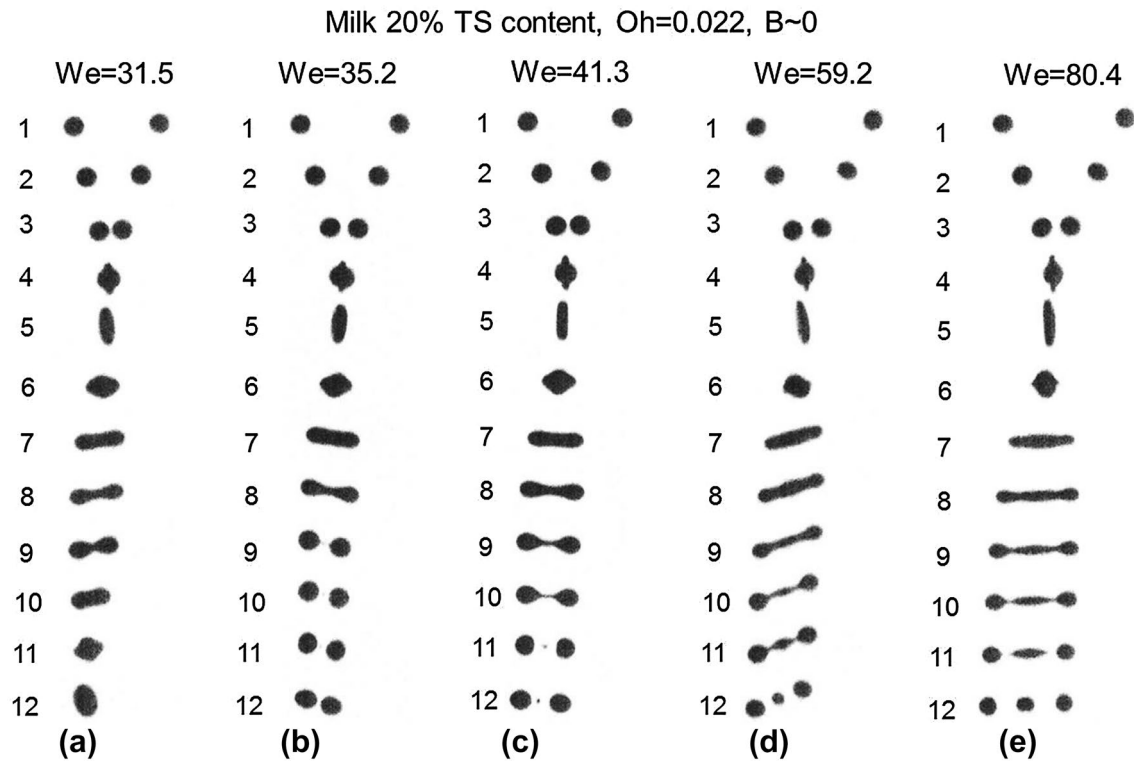 Milk 20% TS content, Oh=0.022, B~0
We=31.5 We=35.2 We=41.3 We=59.2 We=80.4
1 1 1 1 1
2 2 2 2 2
3 3 3 3 3
4 4 4 4 4
5 5 5 5 5
6 6 6 6 6
7 7 7 7 7
8 8 8 8 8
9 9 9 9 9
10 10 10 10 10
11 11 11 11 11
12 12 12 12 12
(a) (b) (c) (d) (e)